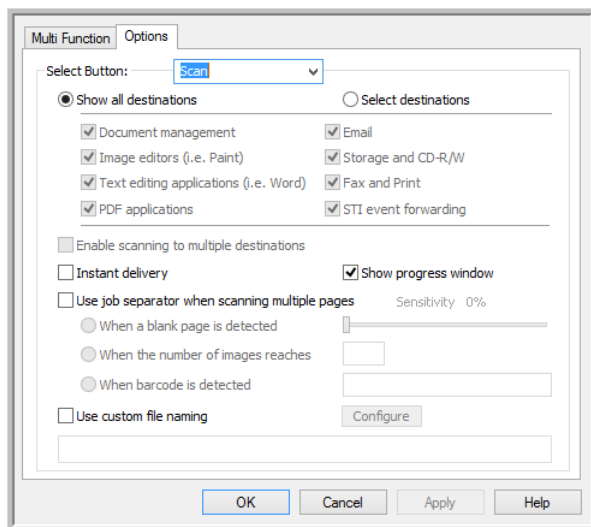 Multi Function Options
Select Button: Scan
Show all destinations Select destinations
Document management Email
Image editors (i.e. Paint) Storage and CD-R/W
Text editing applications (i.e. Word) Fax and Print
PDF applications STI event forwarding
Enable scanning to multiple destinations
Instant delivery Show progress window
Use job separator when scanning multiple pages Sensitivity 0%
When a blank page is detected
When the number of images reaches
When barcode is detected
Use custom file naming Configure
OK Cancel Apply Help